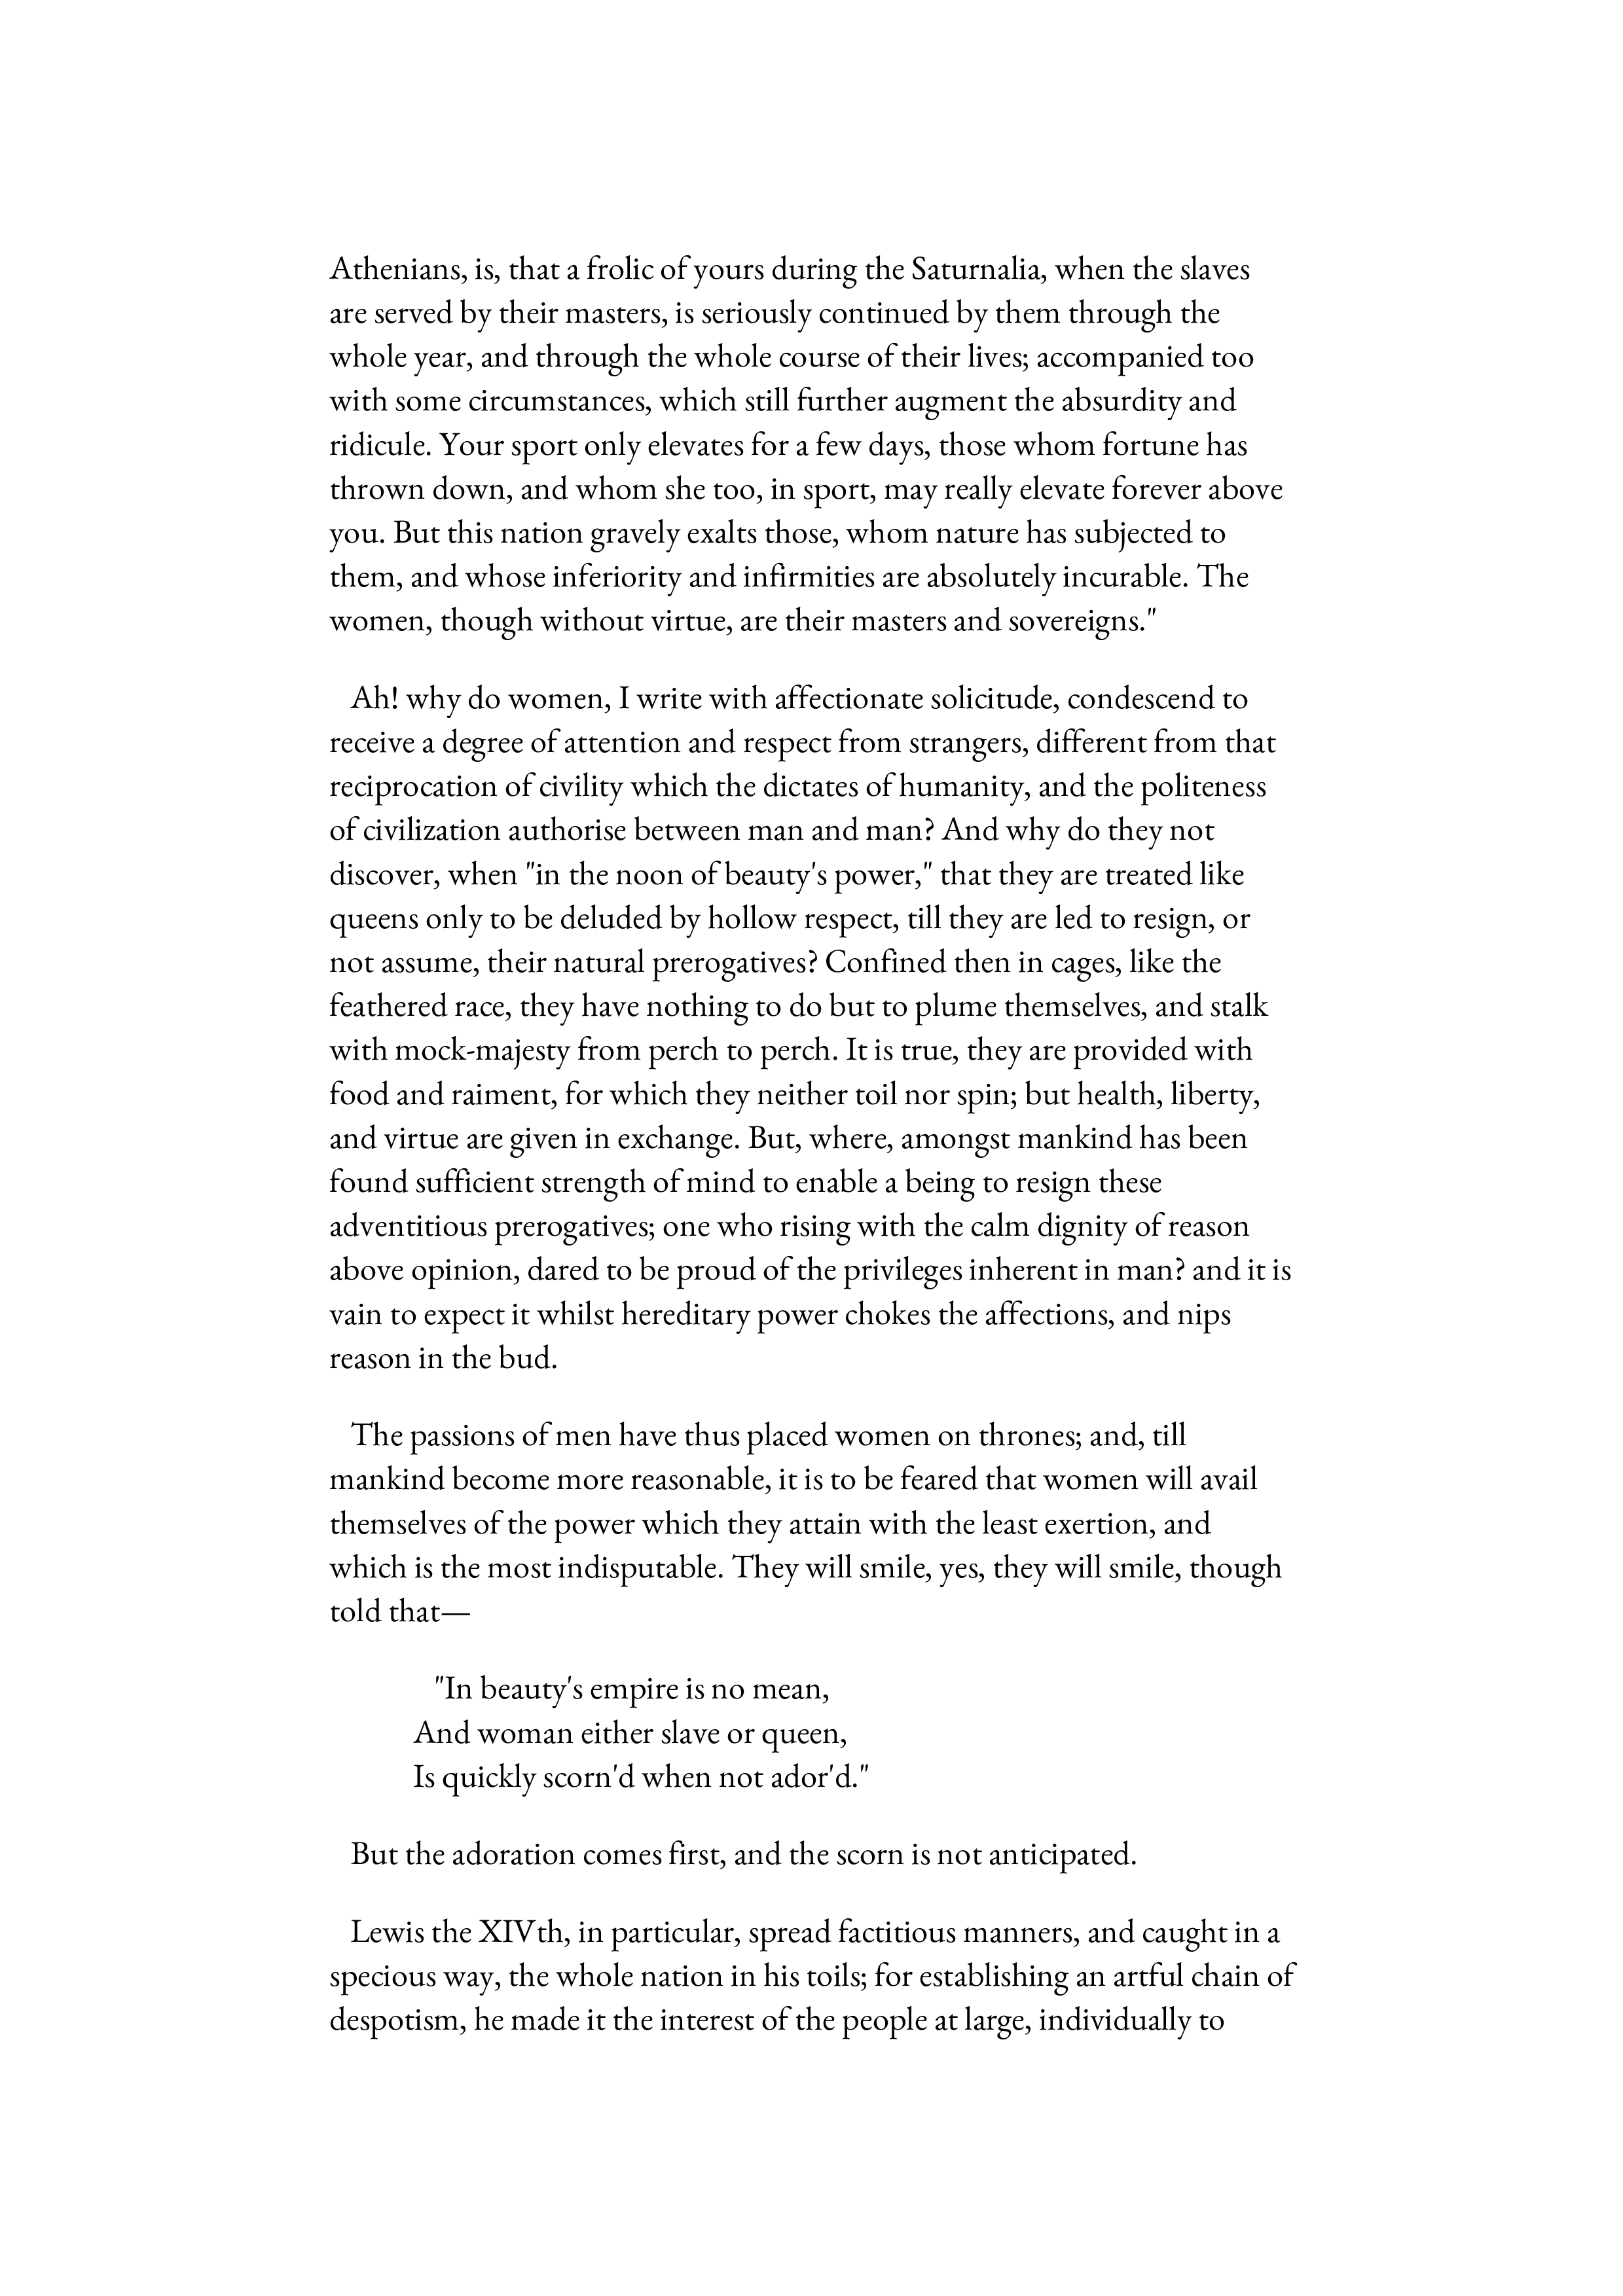 Athenians, is, that a frolic of yours during the Saturnalia, when the slaves
are served by their masters, is seriously continued by them through the
whole year, and through the whole course of their lives; accompanied too
with some circumstances, which still further augment the absurdity and
ridicule. Your sport only elevates for a few days, those whom fortune has
thrown down, and whom she too, in sport, may really elevate forever above
you. But this nation gravely exalts those, whom nature has subjected to
them, and whose inferiority and infirmities are absolutely incurable. The
women, though without virtue, are their masters and sovereigns."
Ah! why do women, I write with affectionate solicitude, condescend to
receive a degree of attention and respect from strangers, different from that
reciprocation of civility which the dictates of humanity, and the politeness
of civilization authorise between man and man? And why do they not
discover, when "in the noon of beauty's power," that they are treated like
queens only to be deluded by hollow respect, till they are led to resign, or
not assume, their natural prerogatives? Confined then in cages, like the
feathered race, they have nothing to do but to plume themselves, and stalk
with mock-majesty from perch to perch. It is true, they are provided with
food and raiment, for which they neither toil nor spin; but health, liberty,
and virtue are given in exchange. But, where, amongst mankind has been
found sufficient strength of mind to enable a being to resign these
adventitious prerogatives; one who rising with the calm dignity of reason
above opinion, dared to be proud of the privileges inherent in man? and it is
vain to expect it whilst hereditary power chokes the affections, and nips
reason in the bud.
The passions of men have thus placed women on thrones; and, till
mankind become more reasonable, it is to be feared that women will avail
themselves of the power which they attain with the least exertion, and
which is the most indisputable. They will smile, yes, they will smile, though
told that—
"In beauty's empire is no mean,
And woman either slave or queen,
Is quickly scorn'd when not ador'd."
But the adoration comes first, and the scorn is not anticipated.
Lewis the XIVth, in particular, spread factitious manners, and caught in a
specious way, the whole nation in his toils; for establishing an artful chain of
despotism, he made it the interest of the people at large, individually to